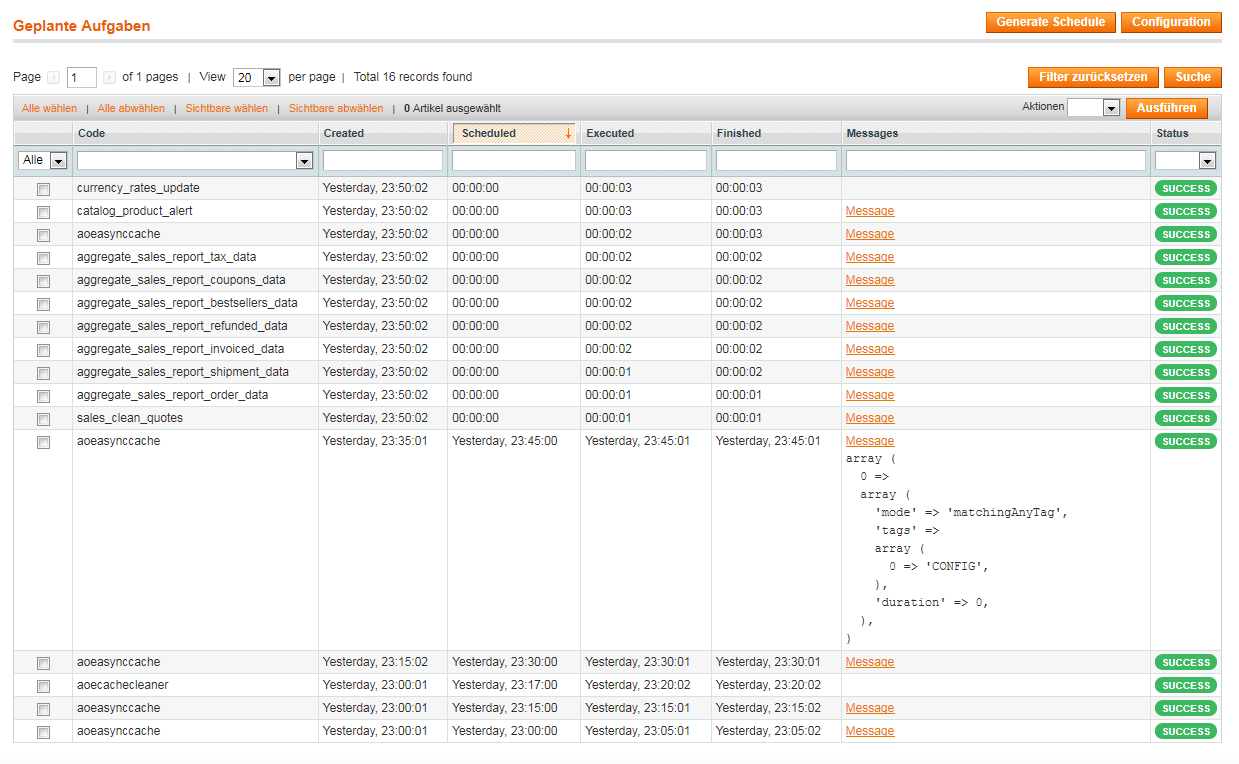 Geplante Aufgaben Generate Schedule Configuration
Page 1 of 1 pages | View 20 per page | Total 16 records found Filter zurücksetzen Suche
Alle wählen | Alle abwählen | Sichtbare wählen | Sichtbare abwählen | 0 Artikel ausgewählt Aktionen Ausführen
Code Created Scheduled Executed Finished Messages Status
Alle
currency_rates_update Yesterday, 23:50:02 00:00:00 00:00:03 00:00:03 SUCCESS
catalog_product_alert Yesterday, 23:50:02 00:00:00 00:00:03 00:00:03 Message SUCCESS
aoeasynccache Yesterday, 23:50:02 00:00:00 00:00:02 00:00:03 Message SUCCESS
aggregate_sales_report_tax_data Yesterday, 23:50:02 00:00:00 00:00:02 00:00:02 Message SUCCESS
aggregate_sales_report_coupons_data Yesterday, 23:50:02 00:00:00 00:00:02 00:00:02 Message SUCCESS
aggregate_sales_report_bestsellers_data Yesterday, 23:50:02 00:00:00 00:00:02 00:00:02 Message SUCCESS
aggregate_sales_report_refunded_data Yesterday, 23:50:02 00:00:00 00:00:02 00:00:02 Message SUCCESS
aggregate_sales_report_invoiced_data Yesterday, 23:50:02 00:00:00 00:00:02 00:00:02 Message SUCCESS
aggregate_sales_report_shipment_data Yesterday, 23:50:02 00:00:00 00:00:01 00:00:02 Message SUCCESS
aggregate_sales_report_order_data Yesterday, 23:50:02 00:00:00 00:00:01 00:00:01 Message SUCCESS
sales_clean_quotes Yesterday, 23:50:02 00:00:00 00:00:01 00:00:01 Message SUCCESS
aoeasynccache Yesterday, 23:35:01 Yesterday, 23:45:00 Yesterday, 23:45:01 Yesterday, 23:45:01 Message SUCCESS
array (
0 =>
array (
'mode' => 'matchingAnyTag',
'tags' =>
array (
0 => 'CONFIG',
),
'duration' => 0,
),
)
aoeasynccache Yesterday, 23:15:02 Yesterday, 23:30:00 Yesterday, 23:30:01 Yesterday, 23:30:01 Message SUCCESS
aoecachecleaner Yesterday, 23:00:01 Yesterday, 23:17:00 Yesterday, 23:20:02 Yesterday, 23:20:02 SUCCESS
aoeasynccache Yesterday, 23:00:01 Yesterday, 23:15:00 Yesterday, 23:15:01 Yesterday, 23:15:02 Message SUCCESS
aoeasynccache Yesterday, 23:00:01 Yesterday, 23:00:00 Yesterday, 23:05:01 Yesterday, 23:05:02 Message SUCCESS